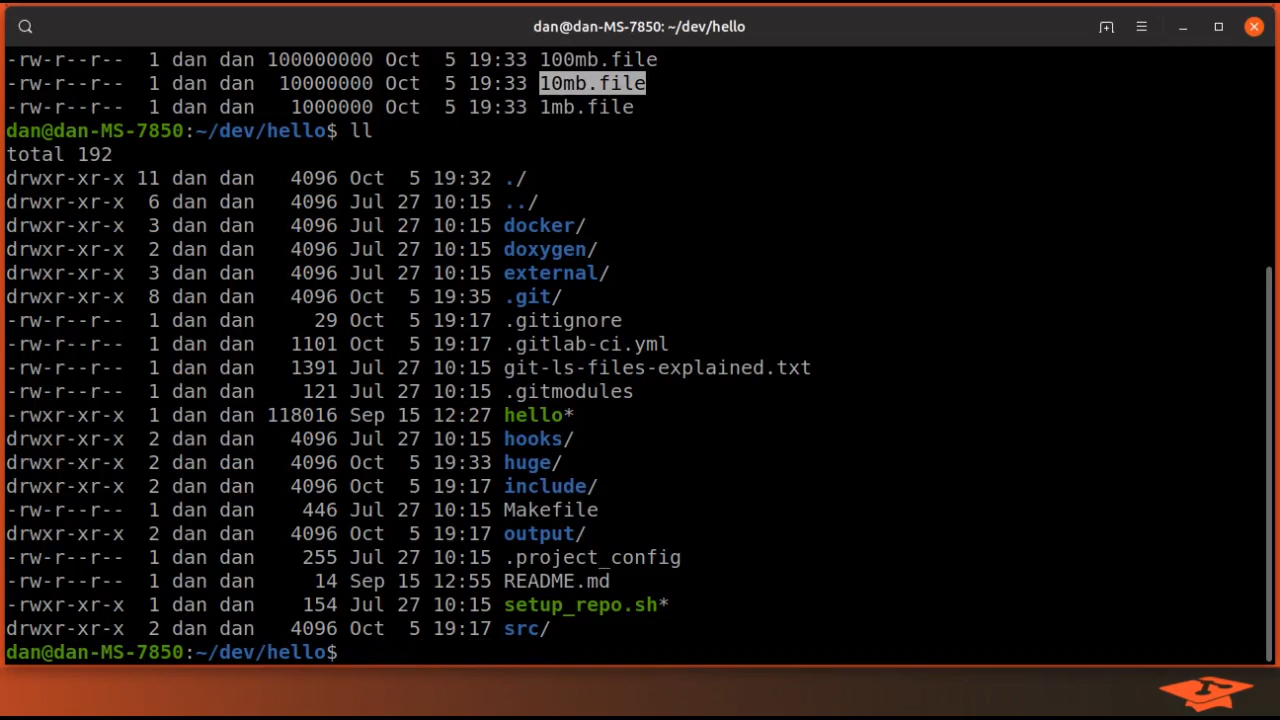 dan@dan-MS-7850: ~/dev/hello
-rw-r--r--  1 dan dan 100000000 Oct  5 19:33 100mb.file
-rw-r--r--  1 dan dan  10000000 Oct  5 19:33 10mb.file
-rw-r--r--  1 dan dan   1000000 Oct  5 19:33 1mb.file
dan@dan-MS-7850:~/dev/hello$ ll
total 192
drwxr-xr-x 11 dan dan   4096 Oct  5 19:32 ./
drwxr-xr-x  6 dan dan   4096 Jul 27 10:15 ../
drwxr-xr-x  3 dan dan   4096 Jul 27 10:15 docker/
drwxr-xr-x  2 dan dan   4096 Jul 27 10:15 doxygen/
drwxr-xr-x  3 dan dan   4096 Jul 27 10:15 external/
drwxr-xr-x  8 dan dan   4096 Oct  5 19:35 .git/
-rw-r--r--  1 dan dan     29 Oct  5 19:17 .gitignore
-rw-r--r--  1 dan dan   1101 Oct  5 19:17 .gitlab-ci.yml
-rw-r--r--  1 dan dan   1391 Jul 27 10:15 git-ls-files-explained.txt
-rw-r--r--  1 dan dan    121 Jul 27 10:15 .gitmodules
-rwxr-xr-x  1 dan dan 118016 Sep 15 12:27 hello*
drwxr-xr-x  2 dan dan   4096 Jul 27 10:15 hooks/
drwxr-xr-x  2 dan dan   4096 Oct  5 19:33 huge/
drwxr-xr-x  2 dan dan   4096 Oct  5 19:17 include/
-rw-r--r--  1 dan dan    446 Jul 27 10:15 Makefile
drwxr-xr-x  2 dan dan   4096 Oct  5 19:17 output/
-rw-r--r--  1 dan dan    255 Jul 27 10:15 .project_config
-rw-r--r--  1 dan dan     14 Sep 15 12:55 README.md
-rwxr-xr-x  1 dan dan    154 Jul 27 10:15 setup_repo.sh*
drwxr-xr-x  2 dan dan   4096 Oct  5 19:17 src/
dan@dan-MS-7850:~/dev/hello$